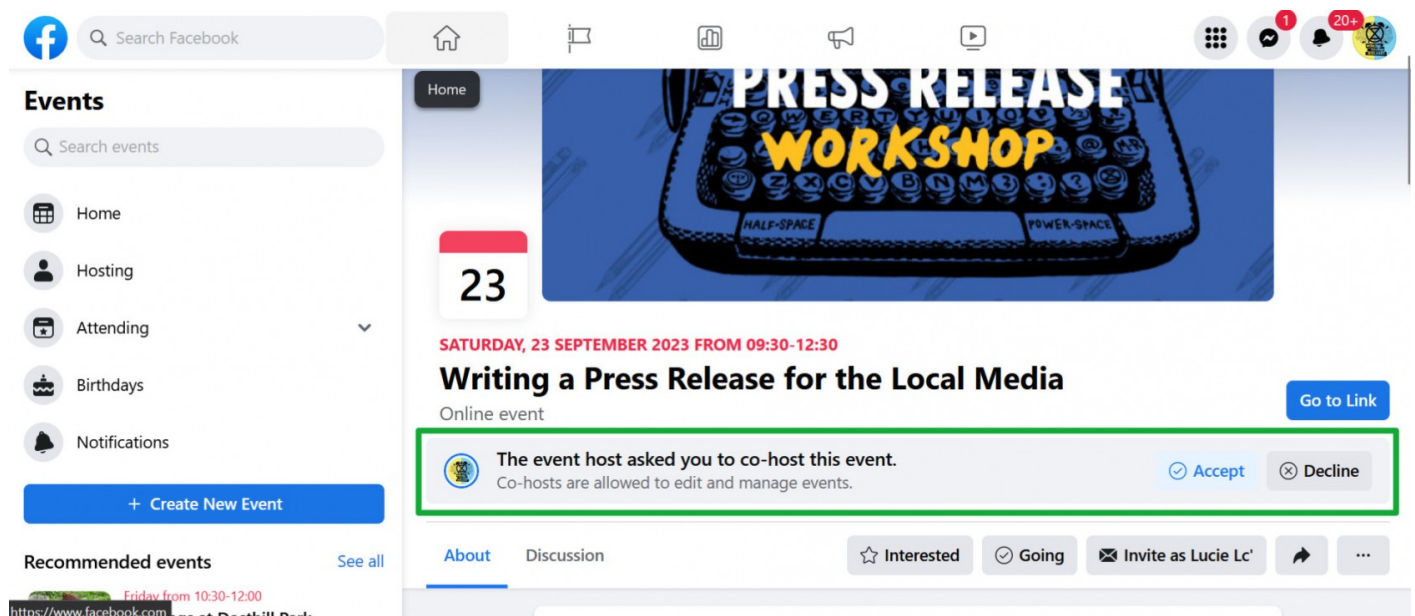 Search Facebook
1
20+
Events
Search events
Home
Hosting
Attending
Birthdays
Notifications
+ Create New Event
Recommended events See all
Friday from 10:30-12:00
https://www.facebook.com
Home
PRESS RELEASE
WORKSHOP
Q W E R T Y U I O P
Z X C V B N M
HALF-SPACE POWER-SPACE
23
SATURDAY, 23 SEPTEMBER 2023 FROM 09:30-12:30
Writing a Press Release for the Local Media
Online event
Go to Link
The event host asked you to co-host this event.
Co-hosts are allowed to edit and manage events.
Accept Decline
About Discussion Interested Going Invite as Lucie Lc'